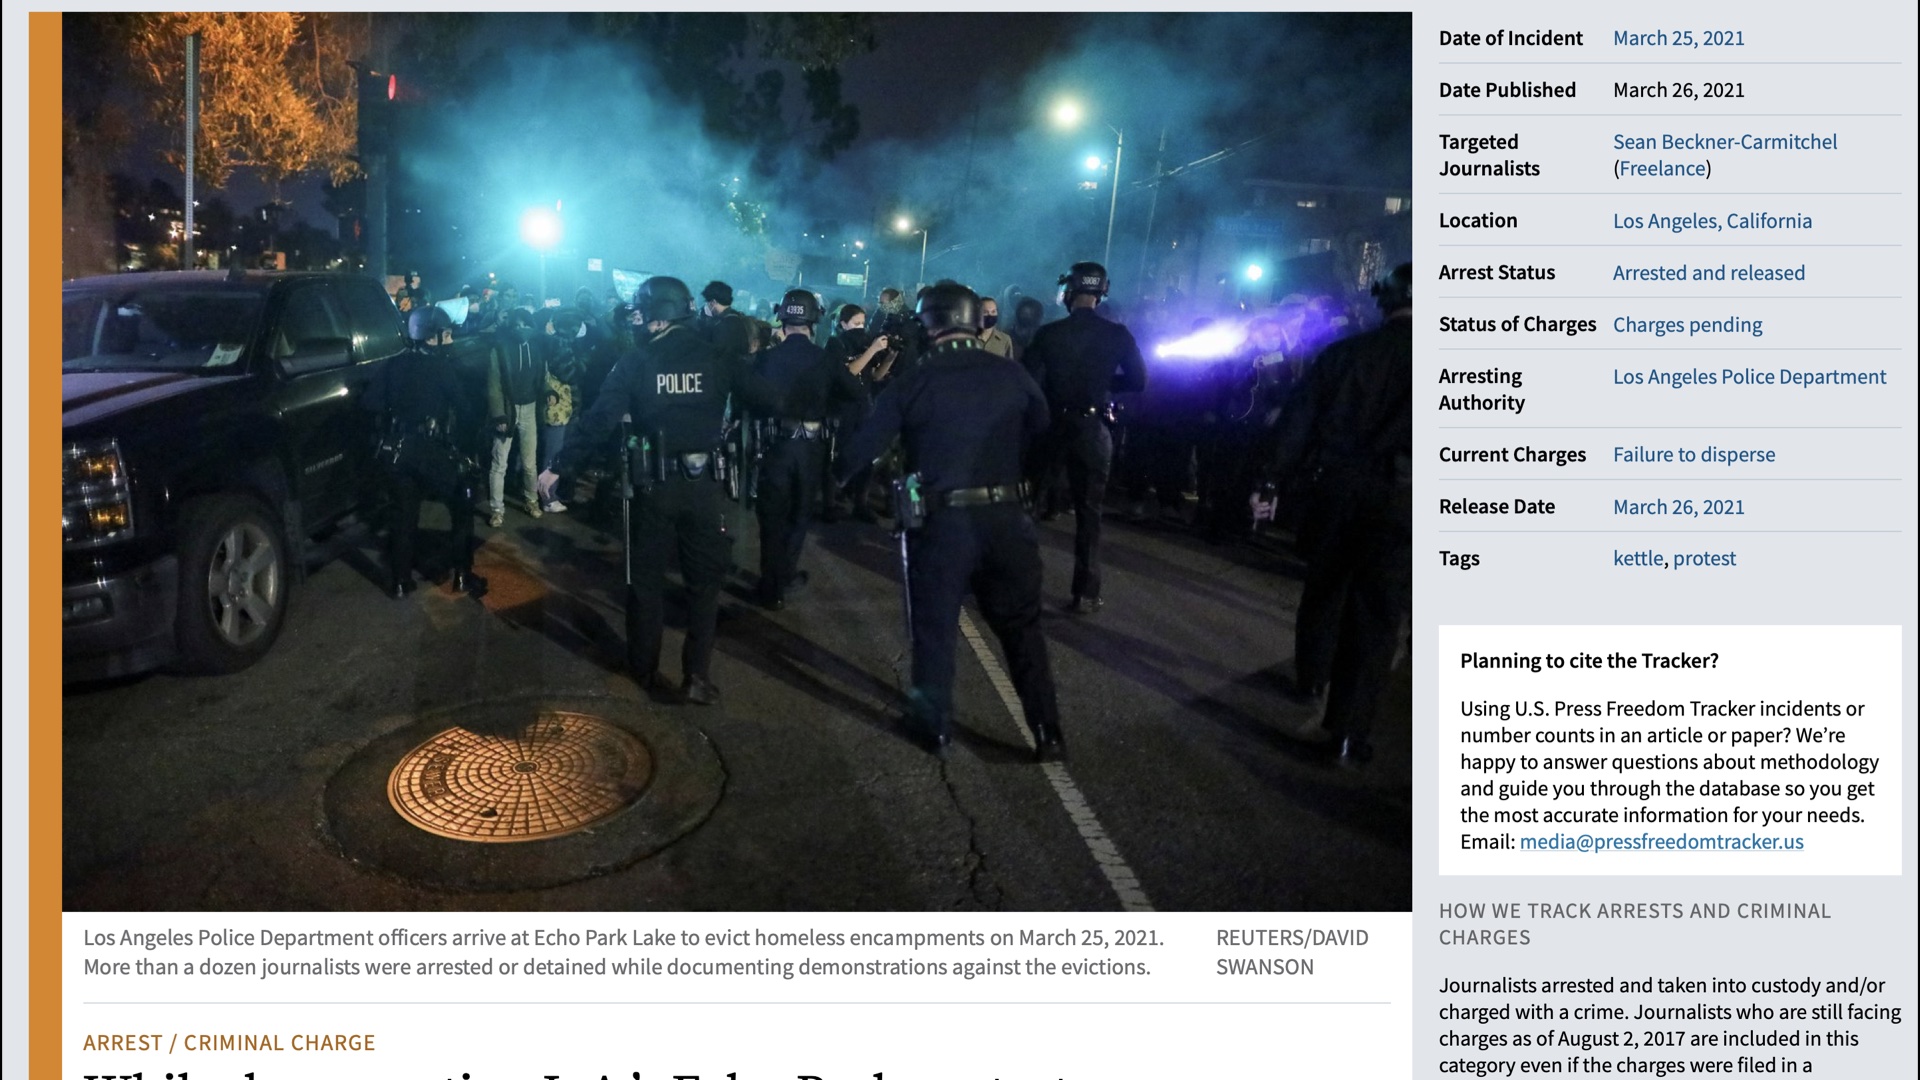 POLICE
43935
38067
Los Angeles Police Department officers arrive at Echo Park Lake to evict homeless encampments on March 25, 2021.
More than a dozen journalists were arrested or detained while documenting demonstrations against the evictions.
REUTERS/DAVID
SWANSON
ARREST / CRIMINAL CHARGE
Date of Incident March 25, 2021
Date Published March 26, 2021
Targeted
Journalists
Sean Beckner-Carmitchel
(Freelance)
Location Los Angeles, California
Arrest Status Arrested and released
Status of Charges Charges pending
Arresting
Authority
Los Angeles Police Department
Current Charges Failure to disperse
Release Date March 26, 2021
Tags kettle, protest
Planning to cite the Tracker?
Using U.S. Press Freedom Tracker incidents or
number counts in an article or paper? We’re
happy to answer questions about methodology
and guide you through the database so you get
the most accurate information for your needs.
Email: media@pressfreedomtracker.us
HOW WE TRACK ARRESTS AND CRIMINAL
CHARGES
Journalists arrested and taken into custody and/or
charged with a crime. Journalists who are still facing
charges as of August 2, 2017 are included in this
category even if the charges were filed in a